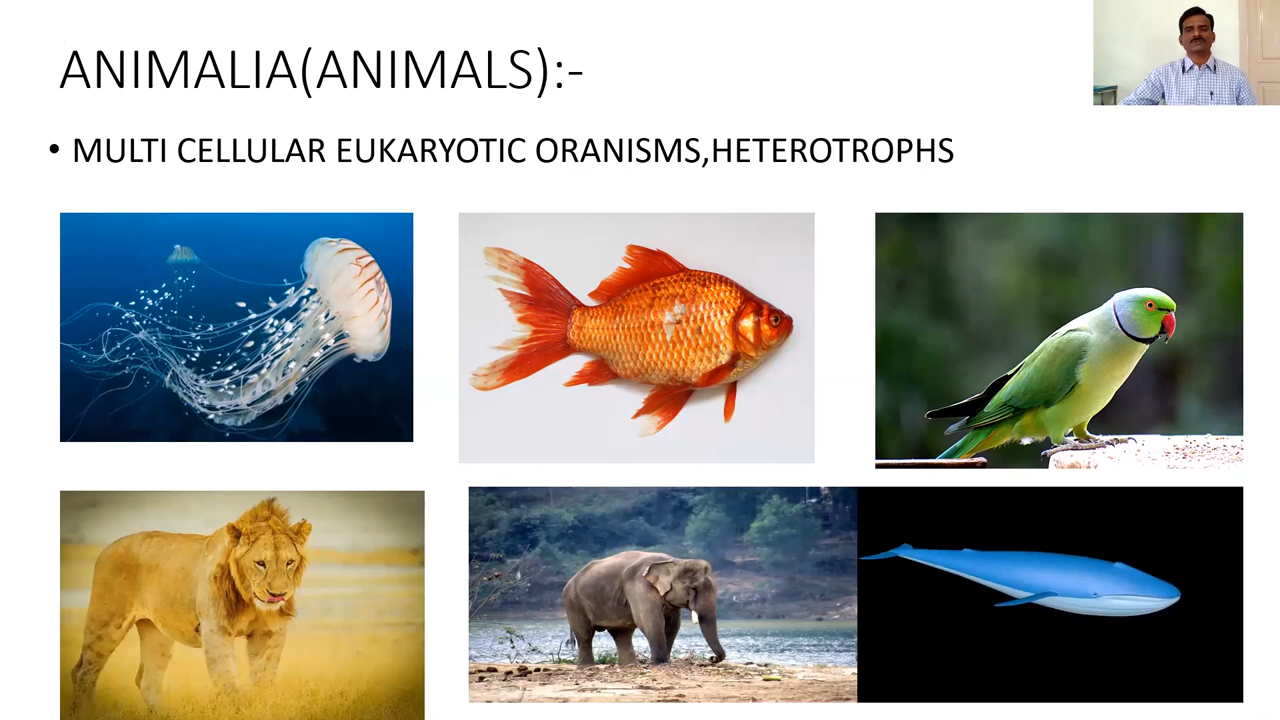 ANIMALIA(ANIMALS):-
• MULTI CELLULAR EUKARYOTIC ORANISMS,HETEROTROPHS